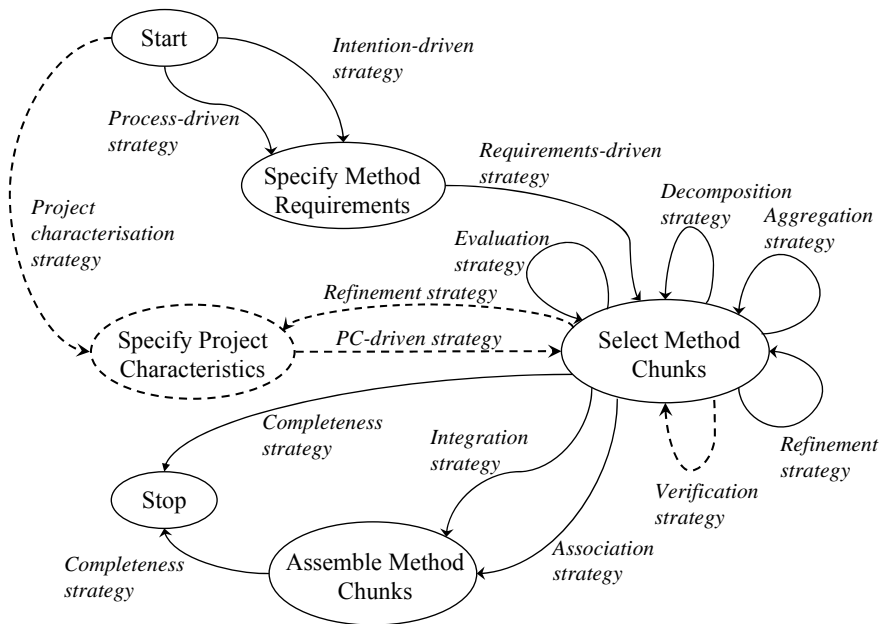 Start
Intention-driven
strategy
Process-driven
strategy
Specify Method
Requirements
Requirements-driven
strategy
Decomposition
strategy
Aggregation
strategy
Project
characterisation
strategy
Evaluation
strategy
Refinement strategy
Specify Project
Characteristics
PC-driven strategy
Select Method
Chunks
Completeness
strategy
Integration
strategy
Refinement
strategy
Verification
strategy
Stop
Association
strategy
Completeness
strategy
Assemble Method
Chunks